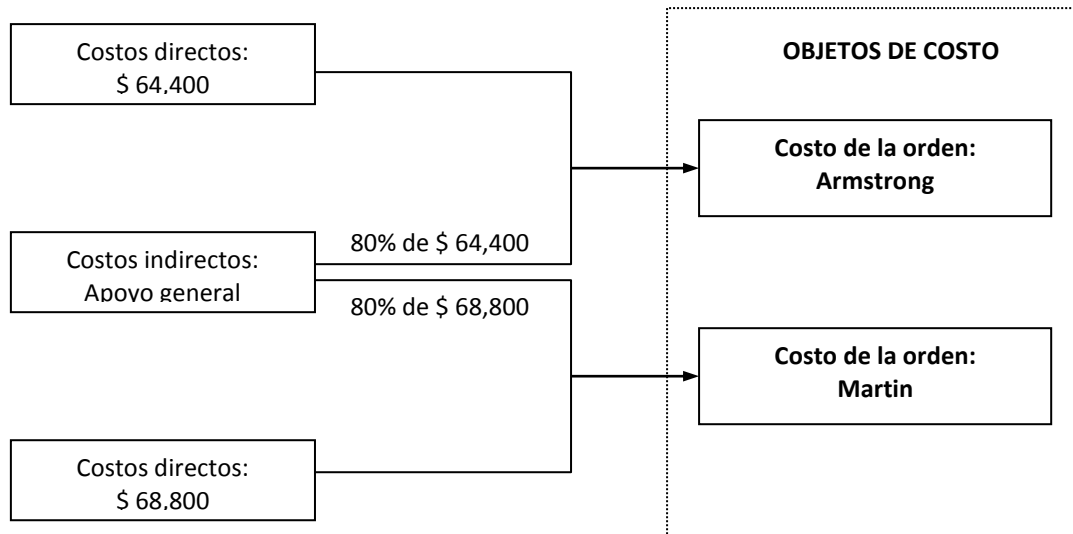 Costos directos:
$ 64,400
OBJETOS DE COSTO
Costo de la orden:
Armstrong
80% de $ 64,400
Costos indirectos:
Apoyo general
80% de $ 68,800
Costo de la orden:
Martin
Costos directos:
$ 68,800